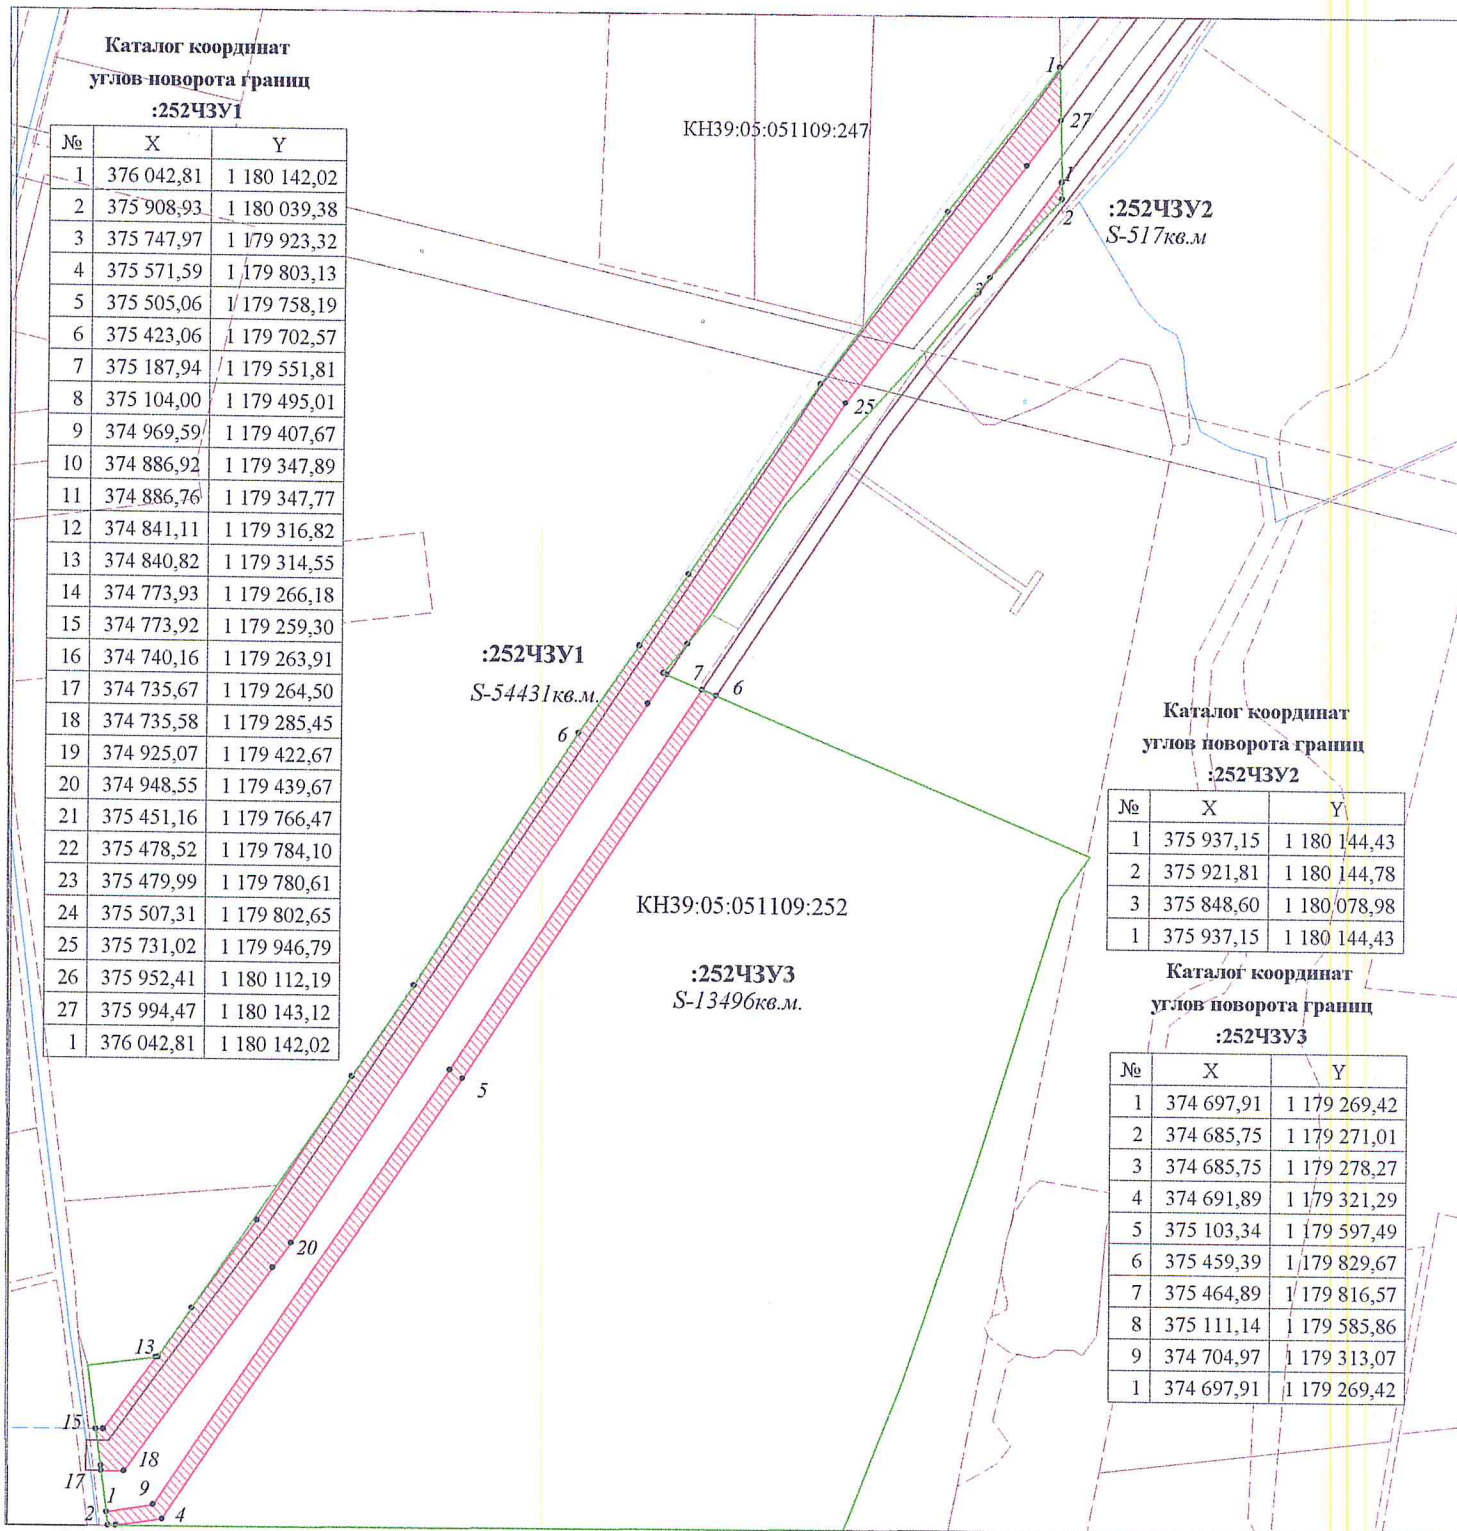 Каталог координат
углов поворота границ
:252ЧЗУ1
№ X Y
1 376 042,81 1 180 142,02
2 375 908,93 1 180 039,38
3 375 747,97 1 179 923,32
4 375 571,59 1 179 803,13
5 375 505,06 1 179 758,19
6 375 423,06 1 179 702,57
7 375 187,94 1 179 551,81
8 375 104,00 1 179 495,01
9 374 969,59 1 179 407,67
10 374 886,92 1 179 347,89
11 374 886,76 1 179 347,77
12 374 841,11 1 179 316,82
13 374 840,82 1 179 314,55
14 374 773,93 1 179 266,18
15 374 773,92 1 179 259,30
16 374 740,16 1 179 263,91
17 374 735,67 1 179 264,50
18 374 735,58 1 179 285,45
19 374 925,07 1 179 422,67
20 374 948,55 1 179 439,67
21 375 451,16 1 179 766,47
22 375 478,52 1 179 784,10
23 375 479,99 1 179 780,61
24 375 507,31 1 179 802,65
25 375 731,02 1 179 946,79
26 375 952,41 1 180 112,19
27 375 994,47 1 180 143,12
1 376 042,81 1 180 142,02
КН39:05:051109:247
1
27
1
2
3
25
:252ЧЗУ2
S-517кв.м
:252ЧЗУ1
S-54431кв.м.
6
7
6
КН39:05:051109:252
:252ЧЗУ3
S-13496кв.м.
5
20
13
15
17
18
1
2
9
4
Каталог координат
углов поворота границ
:252ЧЗУ2
№ X Y
1 375 937,15 1 180 144,43
2 375 921,81 1 180 144,78
3 375 848,60 1 180 078,98
1 375 937,15 1 180 144,43
Каталог координат
углов поворота границ
:252ЧЗУ3
№ X Y
1 374 697,91 1 179 269,42
2 374 685,75 1 179 271,01
3 374 685,75 1 179 278,27
4 374 691,89 1 179 321,29
5 375 103,34 1 179 597,49
6 375 459,39 1 179 829,67
7 375 464,89 1 179 816,57
8 375 111,14 1 179 585,86
9 374 704,97 1 179 313,07
1 374 697,91 1 179 269,42